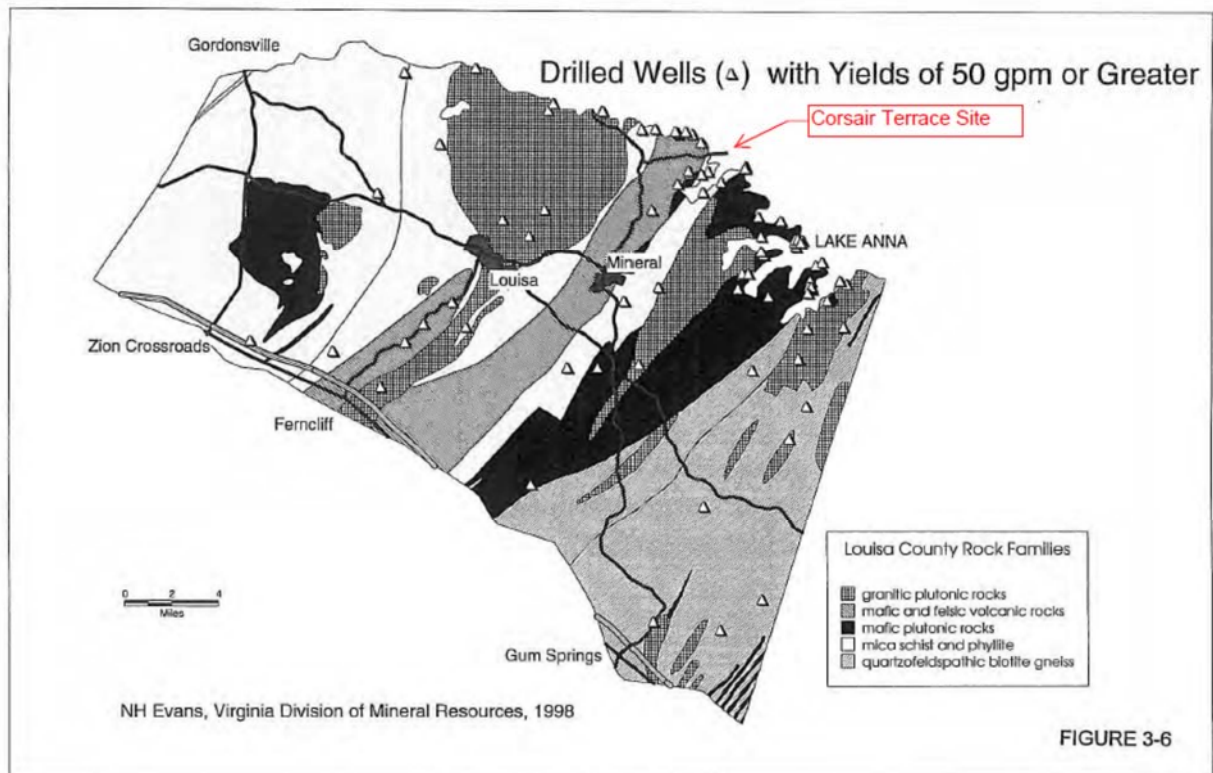 Gordonsville
Drilled Wells (△) with Yields of 50 gpm or Greater
Corsair Terrace Site
LAKE ANNA
Mineral
Louisa
Zion Crossroads
Ferncliff
Louisa County Rock Families
granitic plutonic rocks
mafic and felsic volcanic rocks
mafic plutonic rocks
mica schist and phyllite
quartzofeldspathic biotite gneiss
0 2 4
Miles
Gum Springs
NH Evans, Virginia Division of Mineral Resources, 1998
FIGURE 3-6